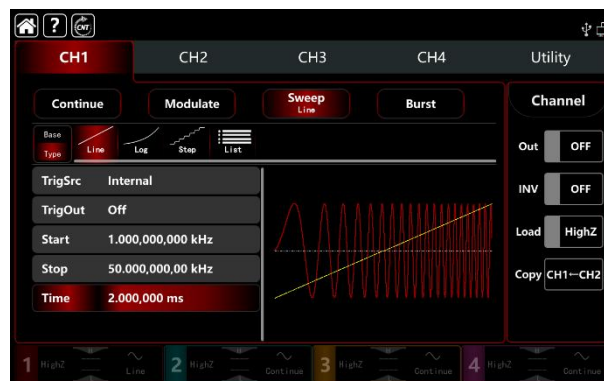 ? CNT
CH1 CH2 CH3 CH4 Utility
Continue Modulate Sweep Burst Channel
Line
Base
Type Line Log Step List
Out OFF
TrigSrc Internal
INV OFF
TrigOut Off
Load HighZ
Start 1.000,000,000 kHz
Stop 50.000,000,00 kHz
Copy CH1←CH2
Time 2.000,000 ms
1 HighZ Line 2 HighZ Continue 3 HighZ Continue 4 HighZ Continue